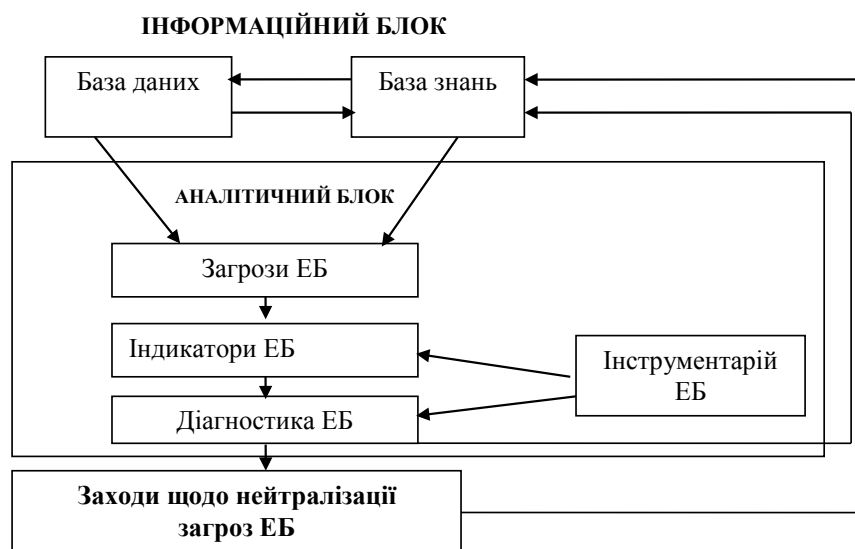 ІНФОРМАЦІЙНИЙ БЛОК
База даних
База знань
АНАЛІТИЧНИЙ БЛОК
Загрози ЕБ
Індикатори ЕБ
Інструментарій
ЕБ
Діагностика ЕБ
Заходи щодо нейтралізації
загроз ЕБ